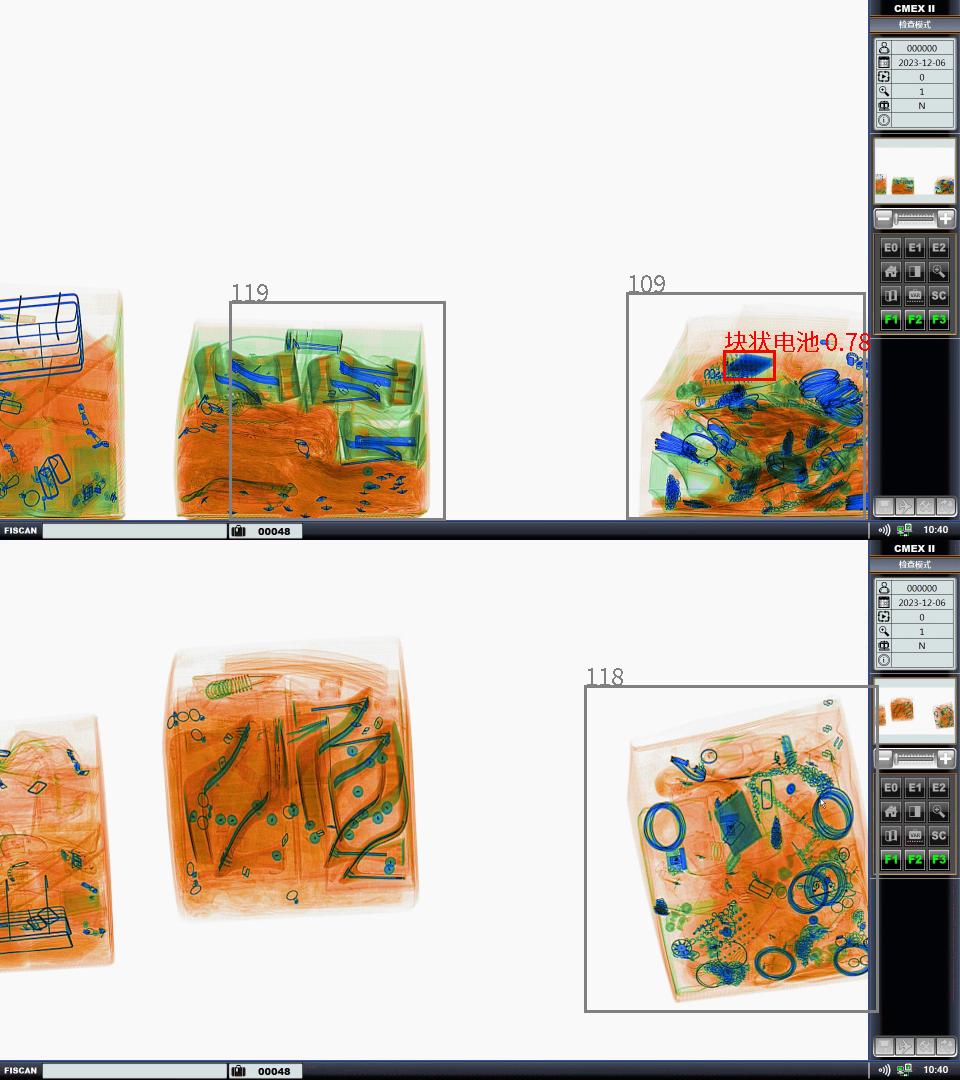 CMEX II
检查模式
000000
2023-12-06
0
1
N
E0 E1 E2
SC
F1 F2 F3
119
109
块状电池 0.78
FISCAN
00048
10:40
CMEX II
检查模式
000000
2023-12-06
0
1
N
118
E0 E1 E2
SC
F1 F2 F3
FISCAN
00048
10:40